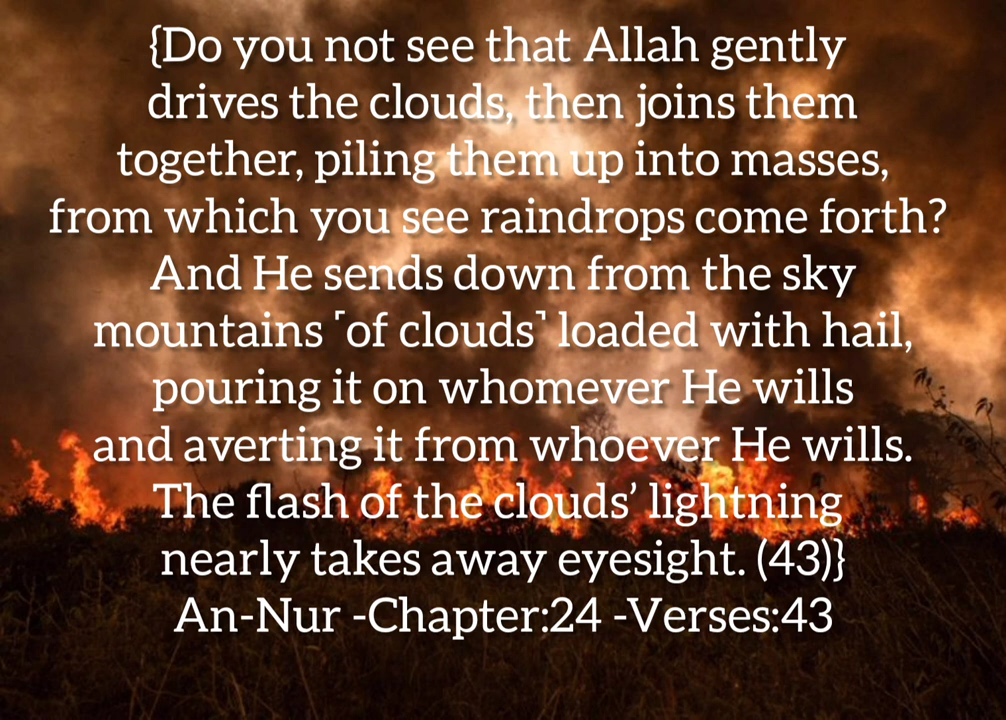 {Do you not see that Allah gently
drives the clouds, then joins them
together, piling them up into masses,
from which you see raindrops come forth?
And He sends down from the sky
mountains ˹of clouds˺ loaded with hail,
pouring it on whomever He wills
and averting it from whoever He wills.
The flash of the clouds’ lightning
nearly takes away eyesight. (43)}
An-Nur -Chapter:24 -Verses:43